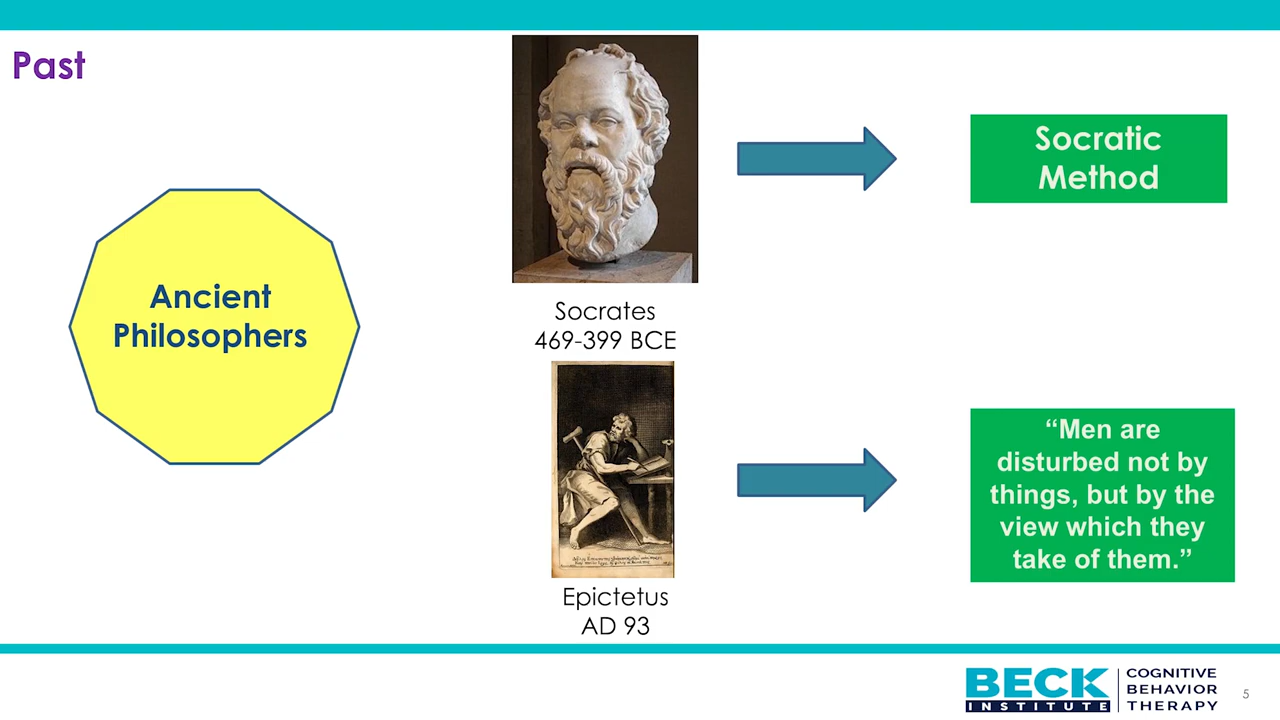 Past
Ancient
Philosophers
Socrates
469-399 BCE
Socratic
Method
Epictetus
AD 93
“Men are
disturbed not by
things, but by the
view which they
take of them.”
BECK
INSTITUTE
COGNITIVE
BEHAVIOR
THERAPY
5